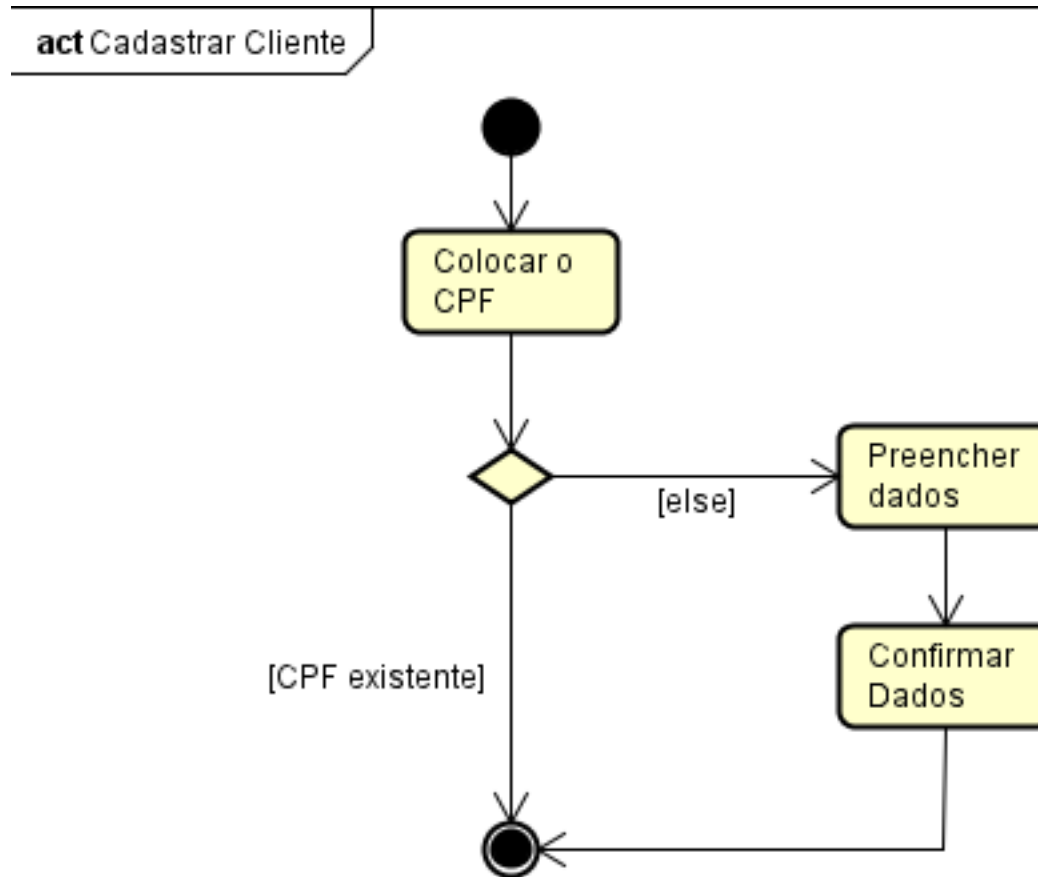 act Cadastrar Cliente
Colocar o
CPF
Preencher
dados
[else]
Confirmar
Dados
[CPF existente]